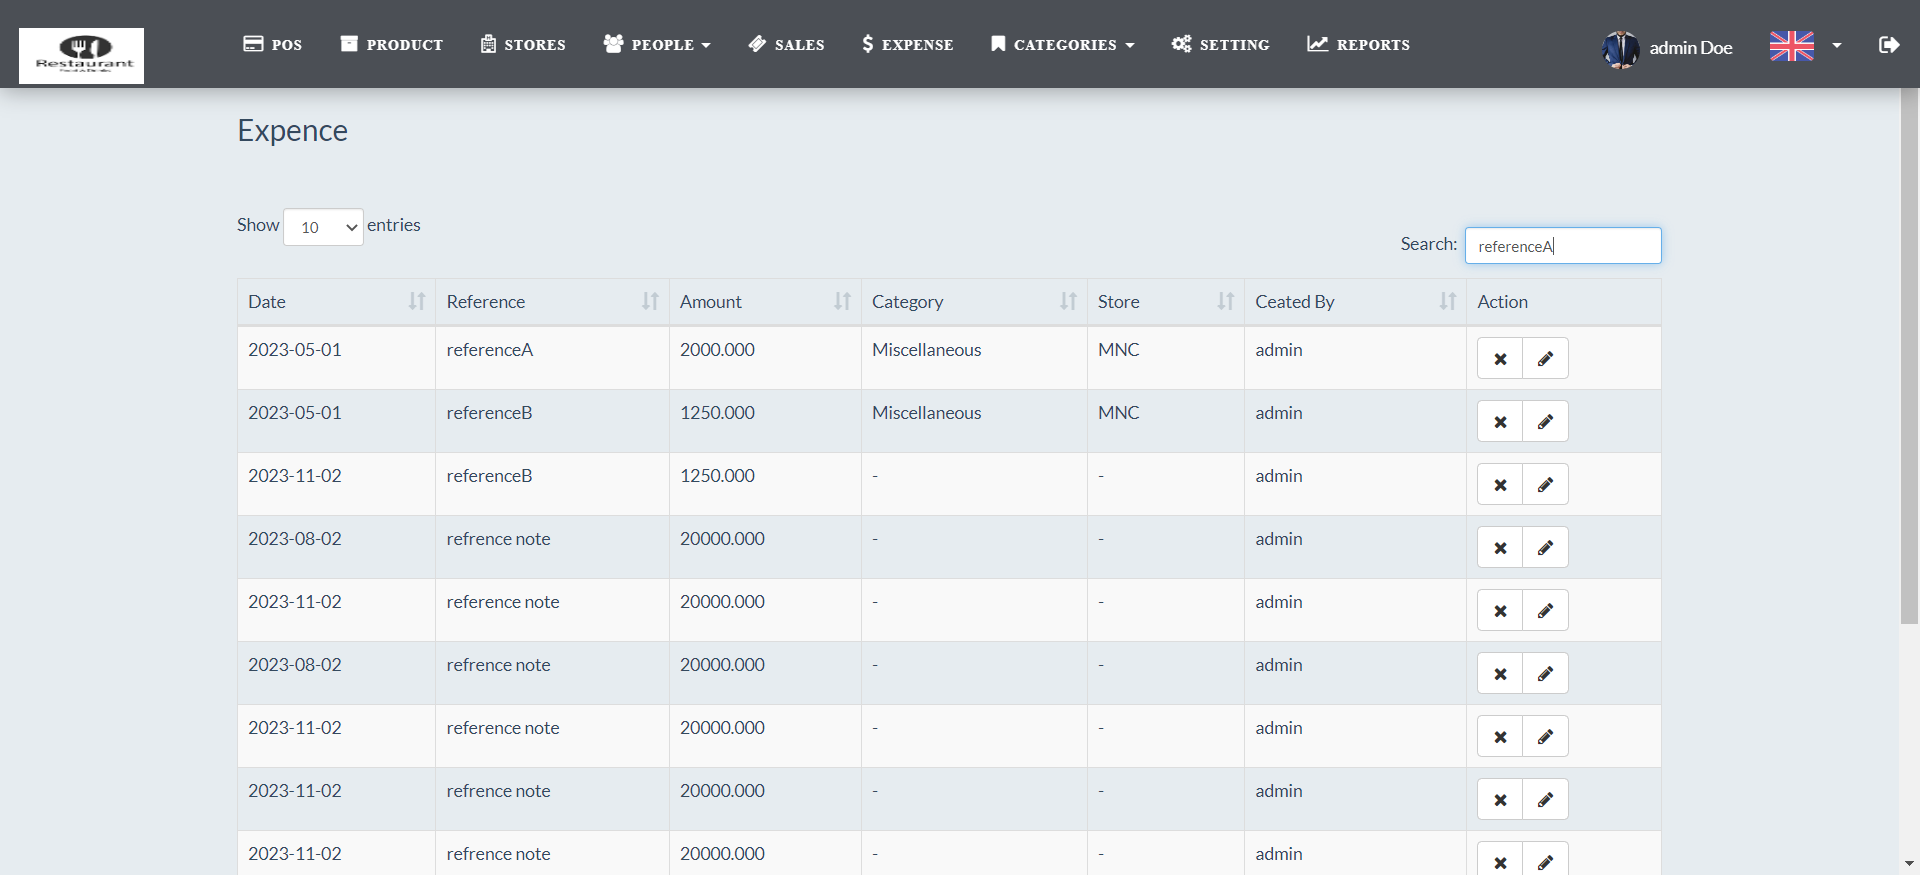 Restaurant
POS PRODUCT STORES PEOPLE SALES EXPENSE CATEGORIES SETTING REPORTS admin Doe
Expence
Show 10 entries
Search: referenceA
Date Reference Amount Category Store Ceated By Action
2023-05-01 referenceA 2000.000 Miscellaneous MNC admin
2023-05-01 referenceB 1250.000 Miscellaneous MNC admin
2023-11-02 referenceB 1250.000 - - admin
2023-08-02 refrence note 20000.000 - - admin
2023-11-02 reference note 20000.000 - - admin
2023-08-02 refrence note 20000.000 - - admin
2023-11-02 reference note 20000.000 - - admin
2023-11-02 refrence note 20000.000 - - admin
2023-11-02 refrence note 20000.000 - - admin